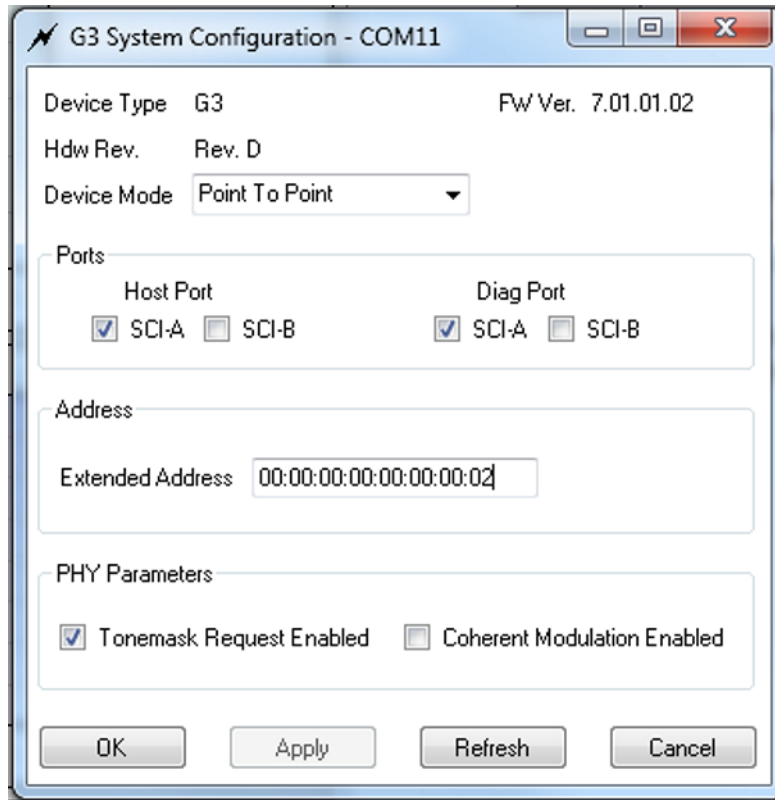 G3 System Configuration - COM11
Device Type G3 FW Ver. 7.01.01.02
Hdw Rev. Rev. D
Device Mode Point To Point
Ports
Host Port Diag Port
SCI-A SCI-B SCI-A SCI-B
Address
Extended Address 00:00:00:00:00:00:00:02
PHY Parameters
Tonemask Request Enabled Coherent Modulation Enabled
OK Apply Refresh Cancel